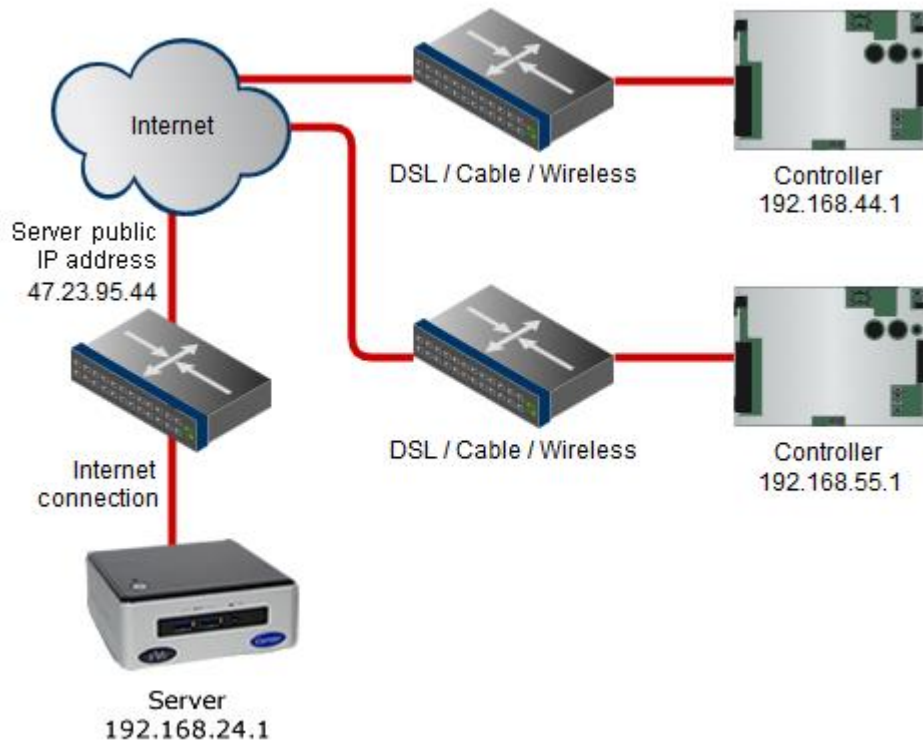 Internet
DSL / Cable / Wireless
Controller
192.168.44.1
Server public
IP address
47.23.95.44
DSL / Cable / Wireless
Controller
192.168.55.1
Internet
connection
Server
192.168.24.1